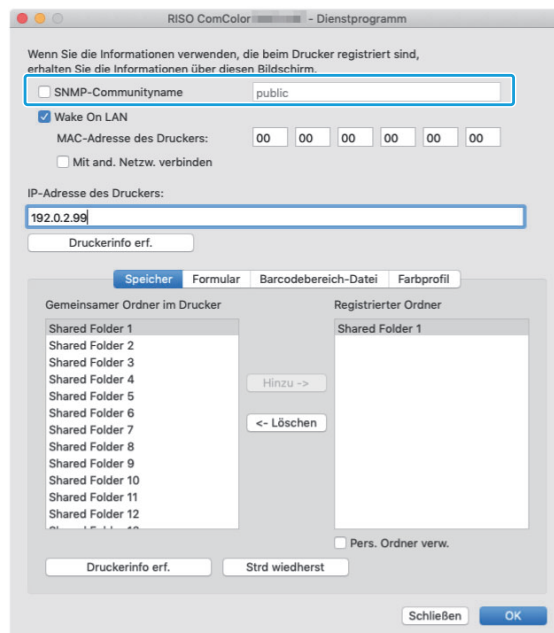 RISO ComColor - Dienstprogramm
Wenn Sie die Informationen verwenden, die beim Drucker registriert sind,
erhalten Sie die Informationen über diesen Bildschirm.
SNMP-Communityname public
Wake On LAN
MAC-Adresse des Druckers: 00 00 00 00 00 00
Mit and. Netzw. verbinden
IP-Adresse des Druckers:
192.0.2.99
Druckerinfo erf.
Speicher Formular Barcodebereich-Datei Farbprofil
Gemeinsamer Ordner im Drucker
Shared Folder 1
Shared Folder 2
Shared Folder 3
Shared Folder 4
Shared Folder 5
Shared Folder 6
Shared Folder 7
Shared Folder 8
Shared Folder 9
Shared Folder 10
Shared Folder 11
Shared Folder 12
Hinzu ->
<- Löschen
Registrierter Ordner
Shared Folder 1
Pers. Ordner verw.
Druckerinfo erf. Strd wiedherst
Schließen OK